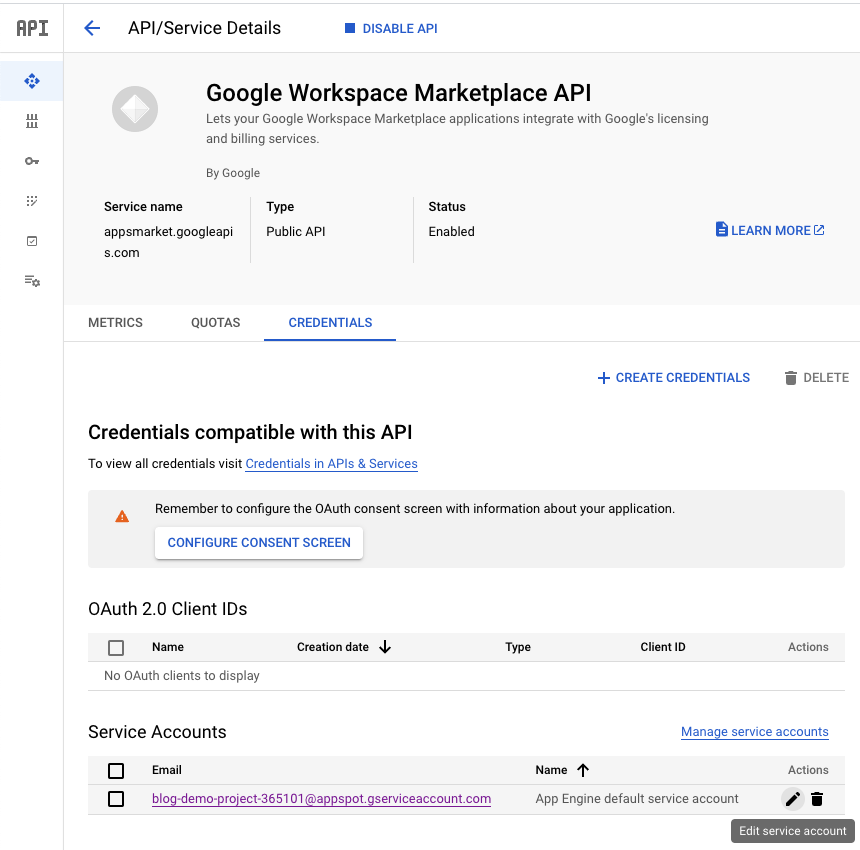 API
API/Service Details
DISABLE API
Google Workspace Marketplace API
Lets your Google Workspace Marketplace applications integrate with Google's licensing
and billing services.
By Google
Service name
appsmarket.googleapi
s.com
Type
Public API
Status
Enabled
LEARN MORE
METRICS
QUOTAS
CREDENTIALS
CREATE CREDENTIALS
DELETE
Credentials compatible with this API
To view all credentials visit Credentials in APIs & Services
Remember to configure the OAuth consent screen with information about your application.
CONFIGURE CONSENT SCREEN
OAuth 2.0 Client IDs
Name Creation date Type Client ID Actions
No OAuth clients to display
Service Accounts
Manage service accounts
Email Name Actions
blog-demo-project-365101@appspot.gserviceaccount.com App Engine default service account
Edit service account